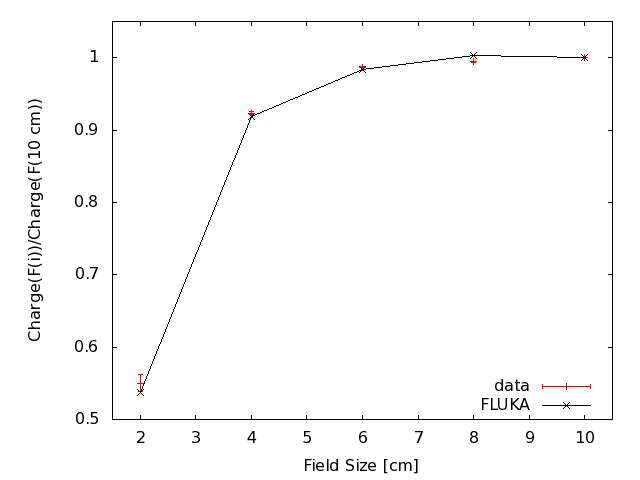 Charge(F(i))/Charge(F(10 cm))
1
0.9
0.8
0.7
0.6
0.5
data
FLUKA
2 3 4 5 6 7 8 9 10
Field Size [cm]